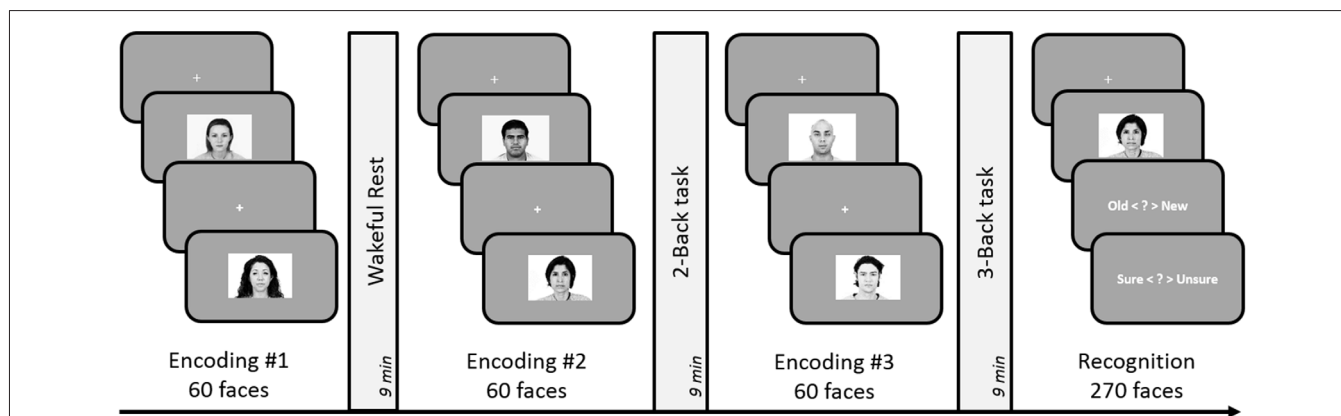 Wakeful Rest
9 min
2-Back task
9 min
3-Back task
9 min
Old < ? > New
Sure < ? > Unsure
Encoding #1
60 faces
Encoding #2
60 faces
Encoding #3
60 faces
Recognition
270 faces